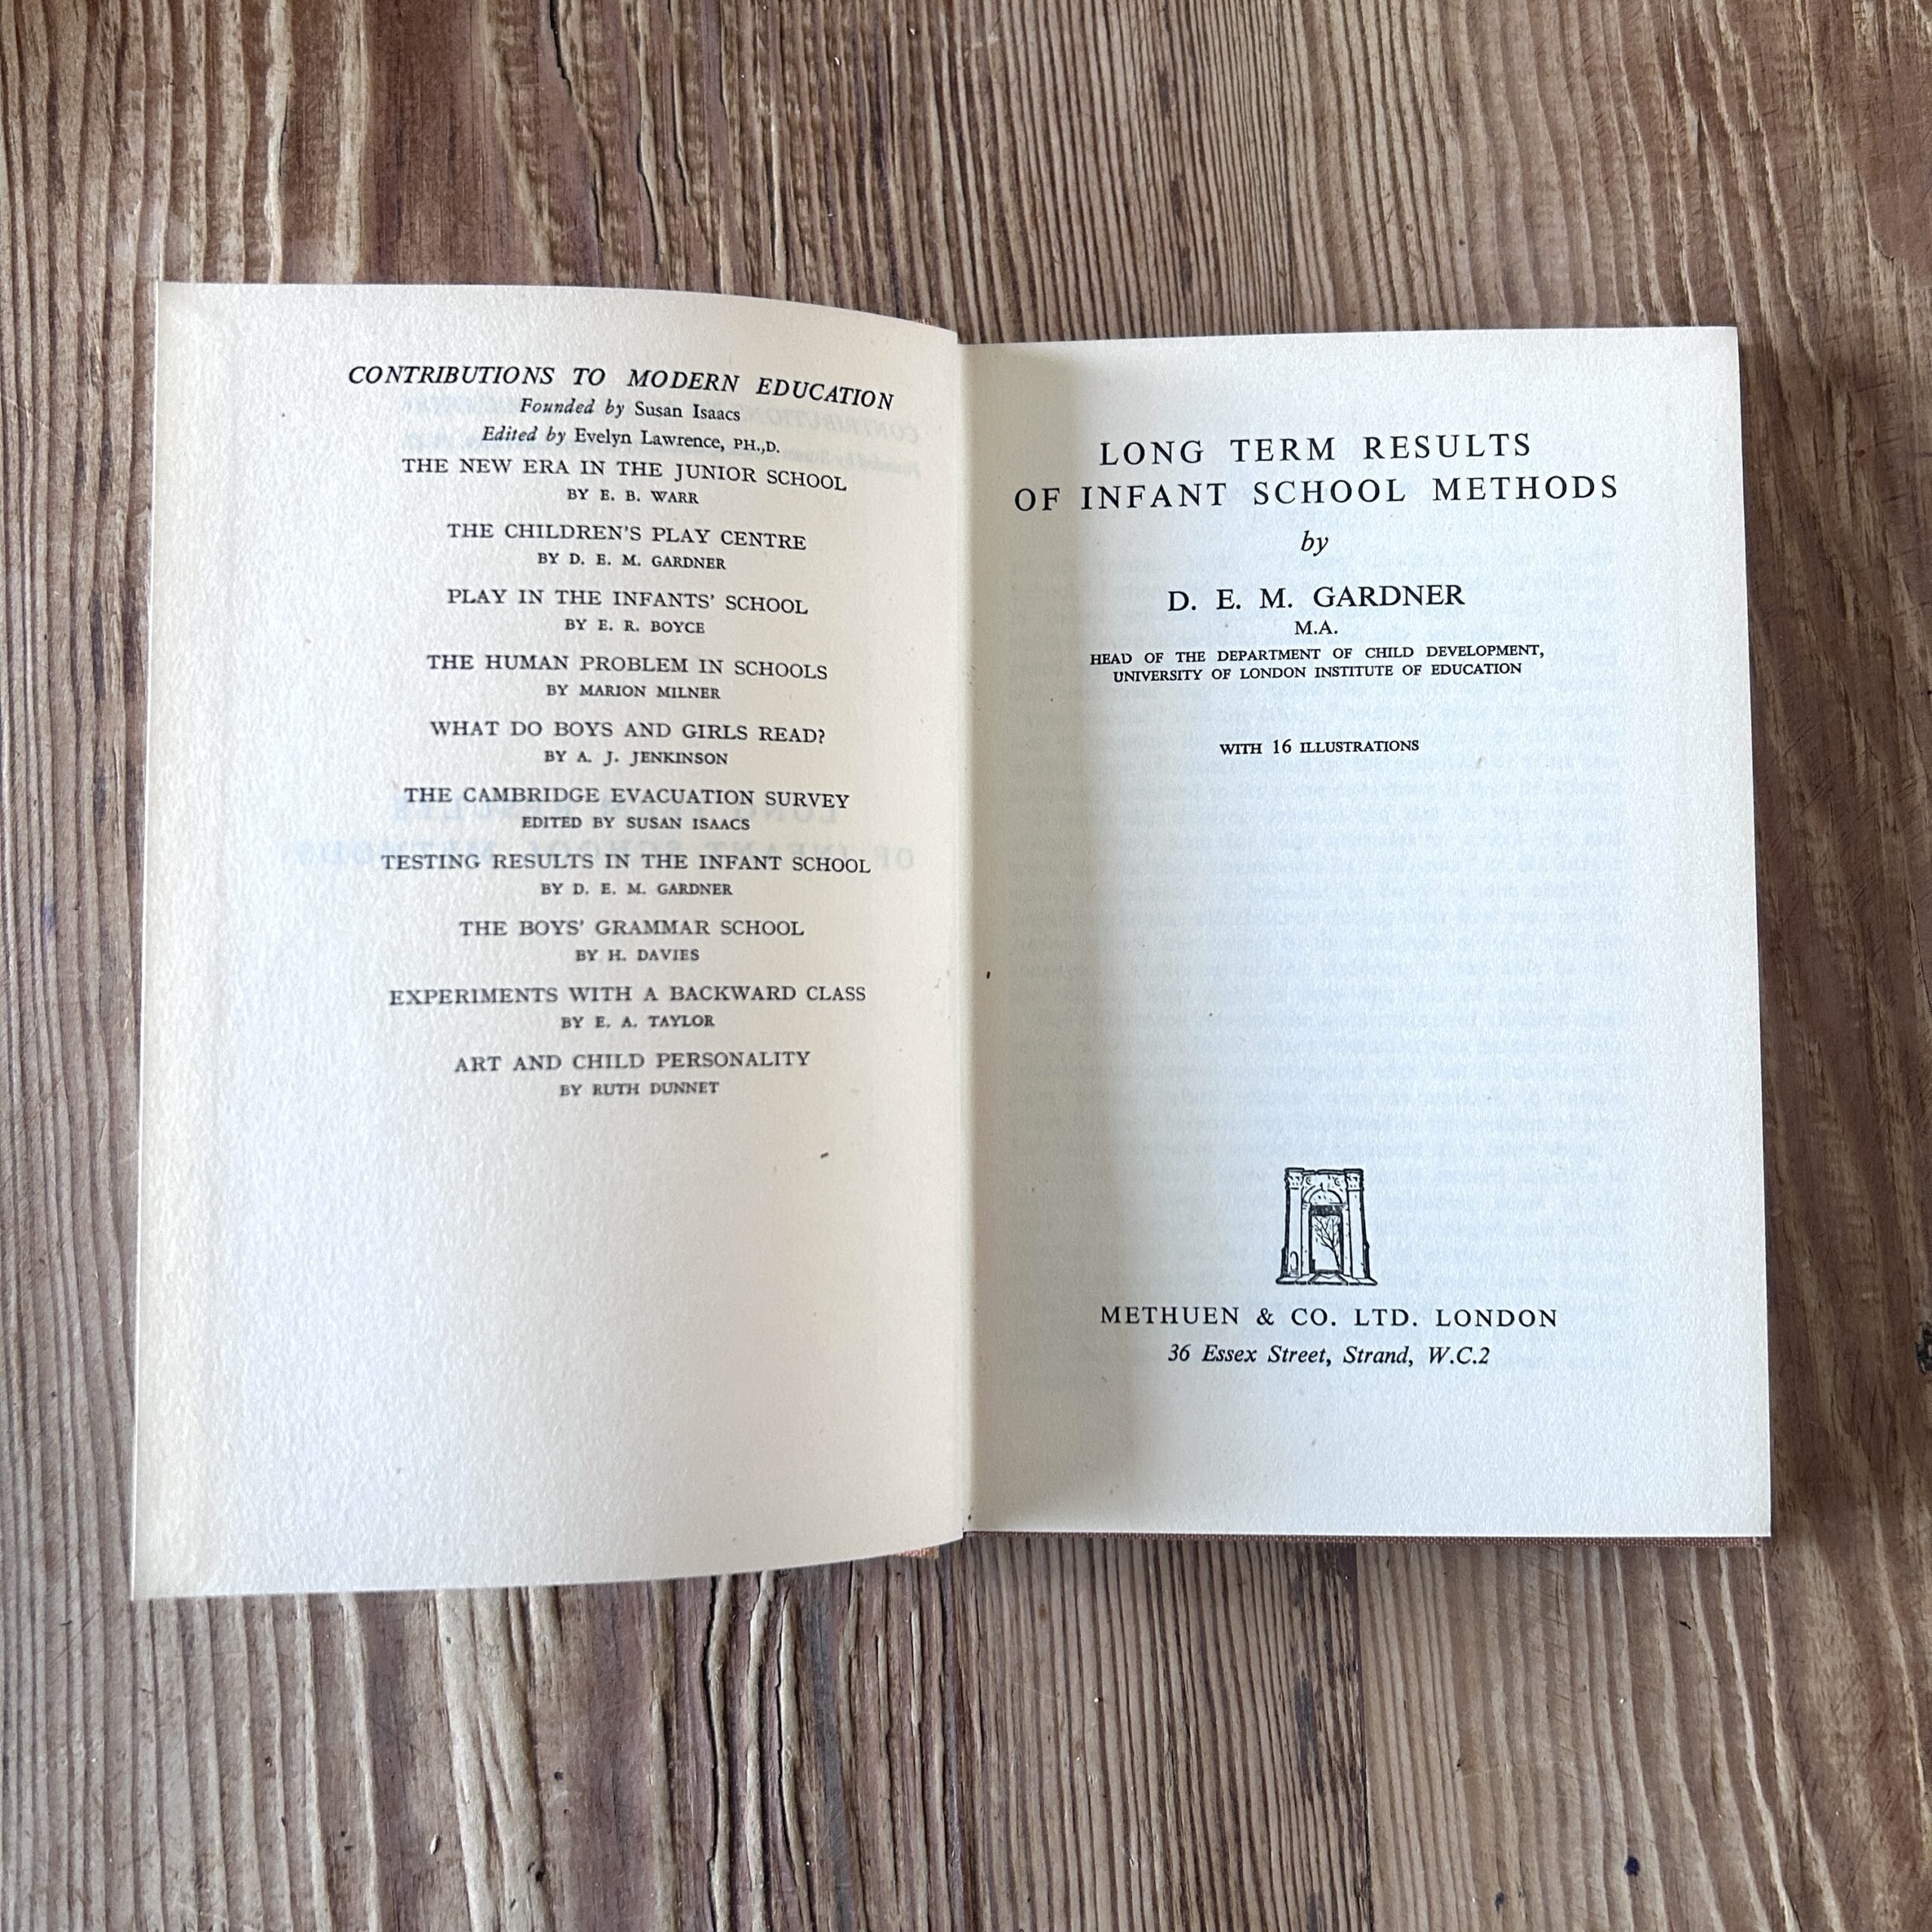 CONTRIBUTIONS TO MODERN EDUCATION
Founded by Susan Isaacs
Edited by Evelyn Lawrence, PH.,D.
THE NEW ERA IN THE JUNIOR SCHOOL
BY E. B. WARR
THE CHILDREN'S PLAY CENTRE
BY D. E. M. GARDNER
PLAY IN THE INFANTS' SCHOOL
BY E. R. BOYCE
THE HUMAN PROBLEM IN SCHOOLS
BY MARION MILNER
WHAT DO BOYS AND GIRLS READ?
BY A. J. JENKINSON
THE CAMBRIDGE EVACUATION SURVEY
EDITED BY SUSAN ISAACS
TESTING RESULTS IN THE INFANT SCHOOL
BY D. E. M. GARDNER
THE BOYS' GRAMMAR SCHOOL
BY H. DAVIES
EXPERIMENTS WITH A BACKWARD CLASS
BY E. A. TAYLOR
ART AND CHILD PERSONALITY
BY RUTH DUNNET
LONG TERM RESULTS
OF INFANT SCHOOL METHODS
by
D. E. M. GARDNER
M.A.
HEAD OF THE DEPARTMENT OF CHILD DEVELOPMENT,
UNIVERSITY OF LONDON INSTITUTE OF EDUCATION
WITH 16 ILLUSTRATIONS
METHUEN & CO. LTD. LONDON
36 Essex Street, Strand, W.C.2